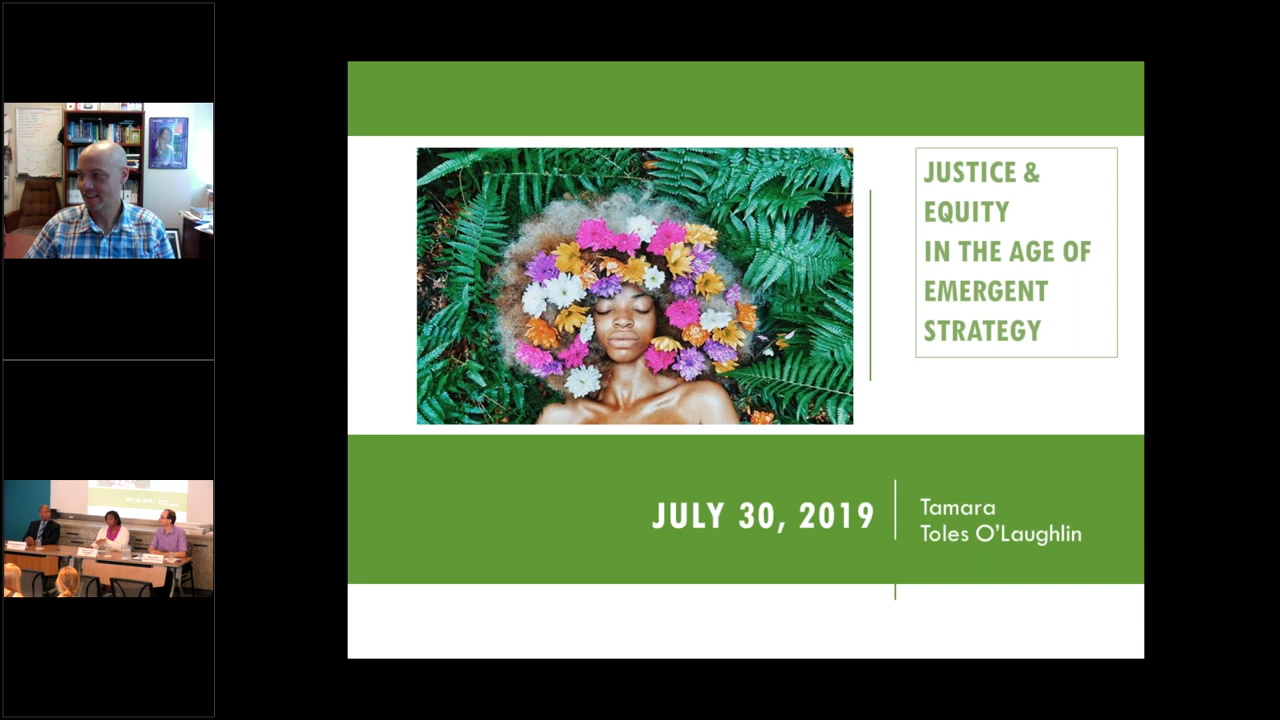 JUSTICE &
EQUITY
IN THE AGE OF
EMERGENT
STRATEGY
JULY 30, 2019
Tamara
Toles O'Laughlin